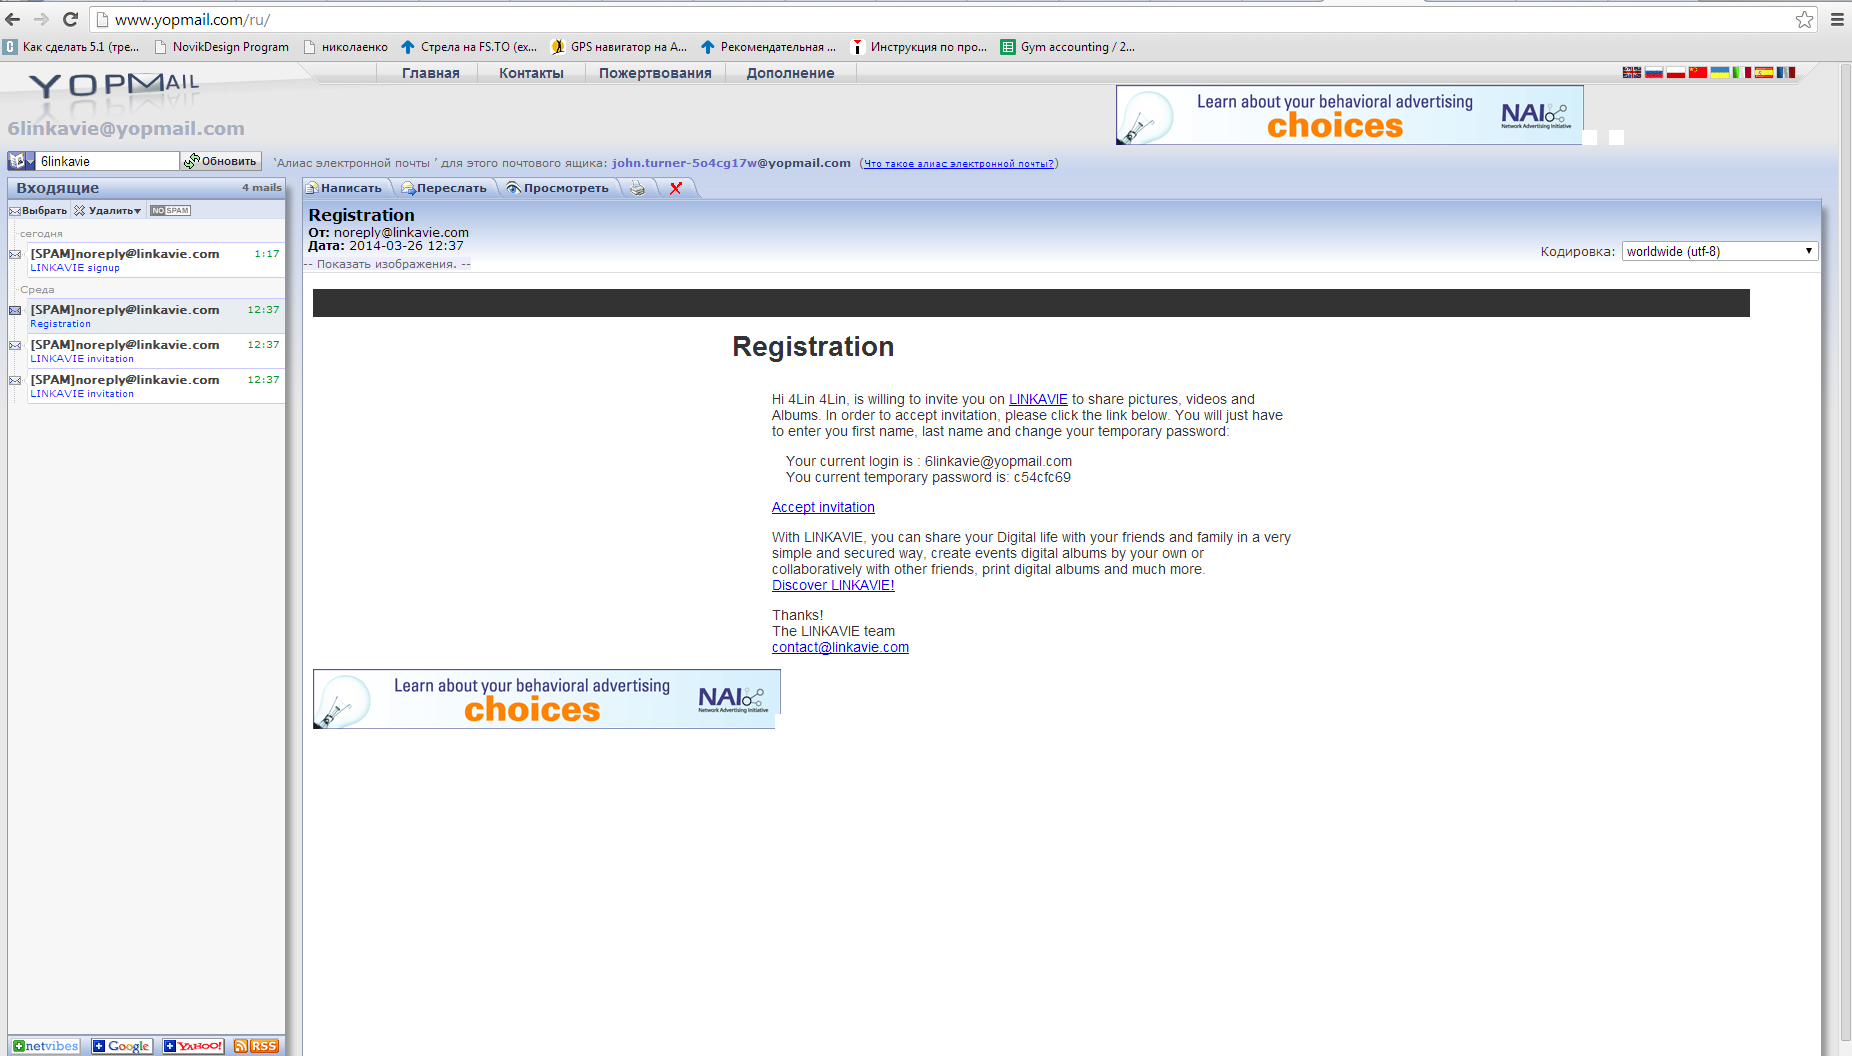 www.yopmail.com/ru/
Как сделать 5.1 (тре...
NovikDesign Program
николаенко
Стрела на FS.TO (ex...
GPS навигатор на A...
Рекомендательная ...
Инструкция по про...
Gym accounting / 2...
YOPMAIL
Главная
Контакты
Пожертвования
Дополнение
6linkavie@yopmail.com
Learn about your behavioral advertising
choices
NAI
Network Advertising Initiative
6linkavie
Обновить
'Алиас электронной почты ' для этого почтового ящика: john.turner-5o4cg17w@yopmail.com (Что такое алиас электронной почты?)
Входящие
4 mails
Выбрать
Удалить
NO SPAM
сегодня
[SPAM]noreply@linkavie.com 1:17
LINKAVIE signup
Среда
[SPAM]noreply@linkavie.com 12:37
Registration
[SPAM]noreply@linkavie.com 12:37
LINKAVIE invitation
[SPAM]noreply@linkavie.com 12:37
LINKAVIE invitation
Написать
Переслать
Просмотреть
Registration
От: noreply@linkavie.com
Дата: 2014-03-26 12:37
-- Показать изображения. --
Кодировка: worldwide (utf-8)
Registration
Hi 4Lin 4Lin, is willing to invite you on LINKAVIE to share pictures, videos and
Albums. In order to accept invitation, please click the link below. You will just have
to enter you first name, last name and change your temporary password:
Your current login is : 6linkavie@yopmail.com
You current temporary password is: c54cfc69
Accept invitation
With LINKAVIE, you can share your Digital life with your friends and family in a very
simple and secured way, create events digital albums by your own or
collaboratively with other friends, print digital albums and much more.
Discover LINKAVIE!
Thanks!
The LINKAVIE team
contact@linkavie.com
Learn about your behavioral advertising
choices
NAI
Network Advertising Initiative
netvibes
Google
YAHOO!
RSS